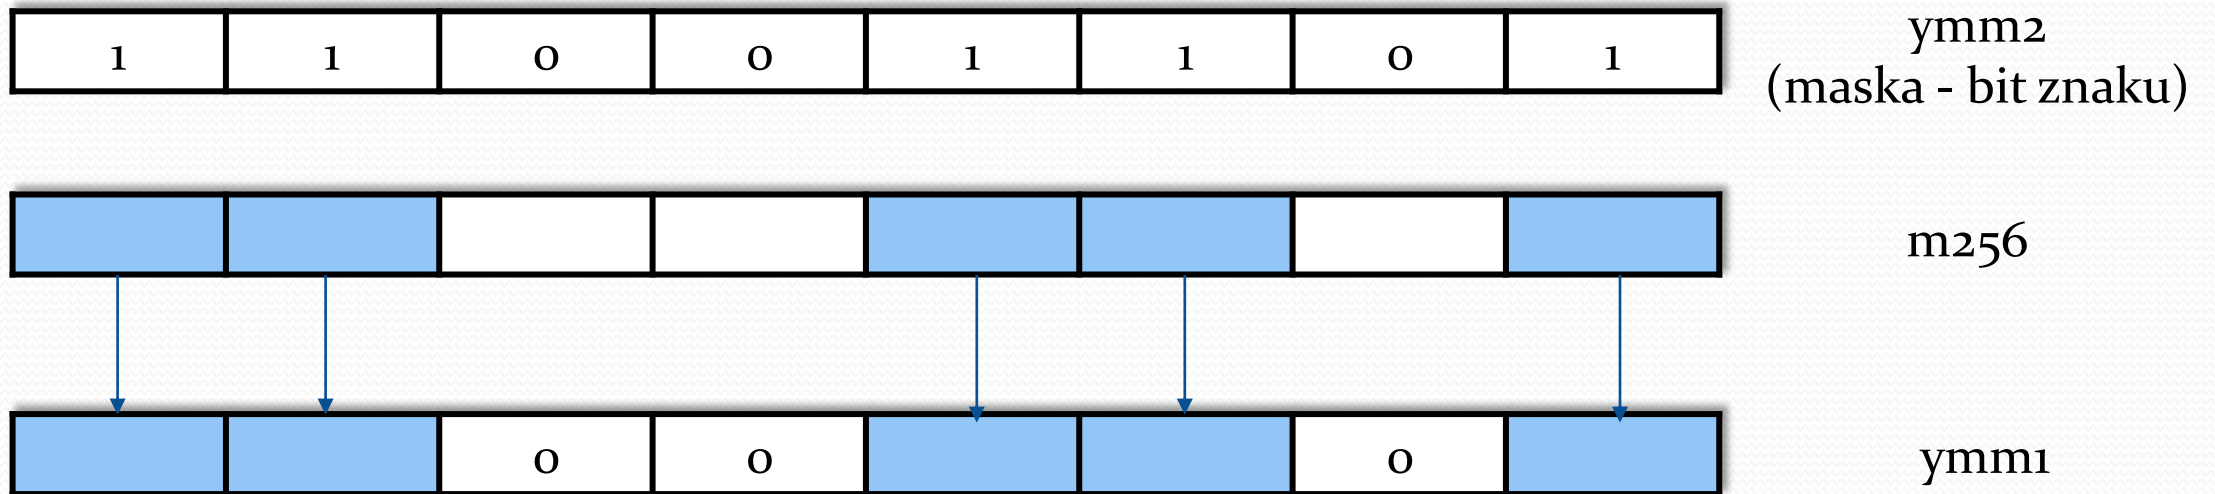 1 1 0 0 1 1 0 1
ymm2
(maska - bit znaku)
m256
0 0 0
ymm1